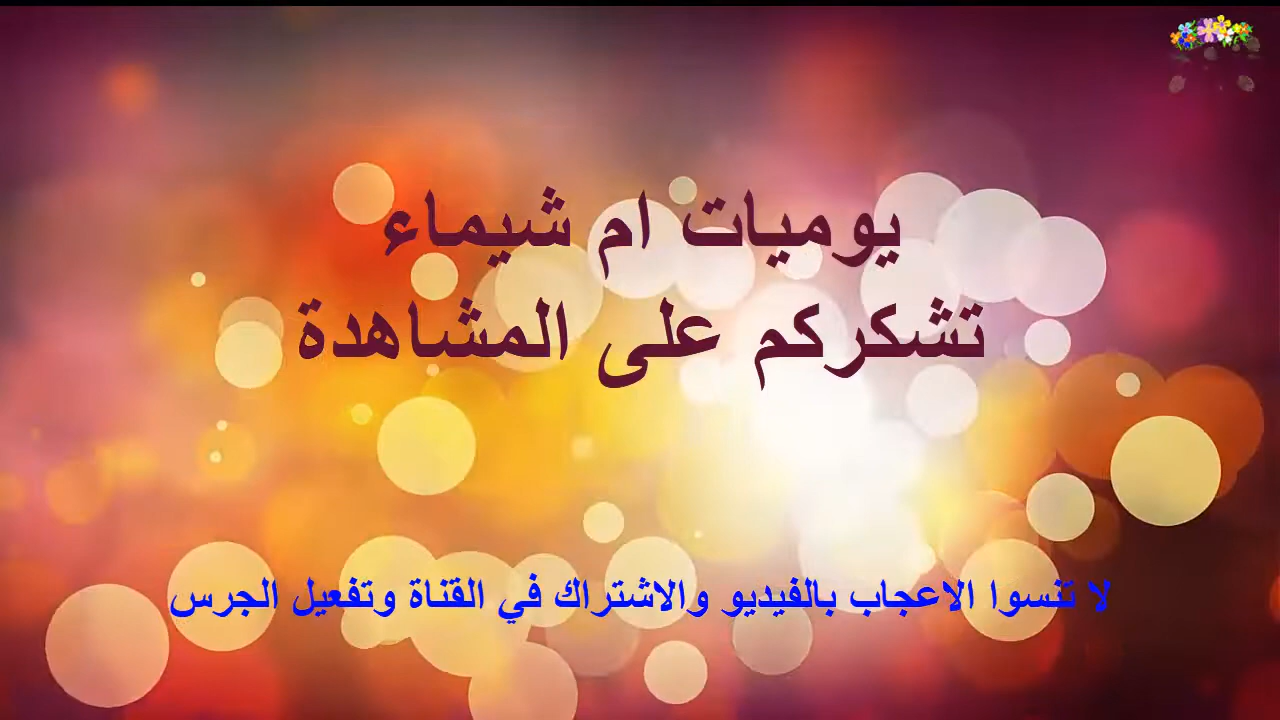 يوميات ام شيماء
تشكركم على المشاهدة
لا تنسوا الاعجاب بالفيديو والاشتراك في القناة وتفعيل الجرس